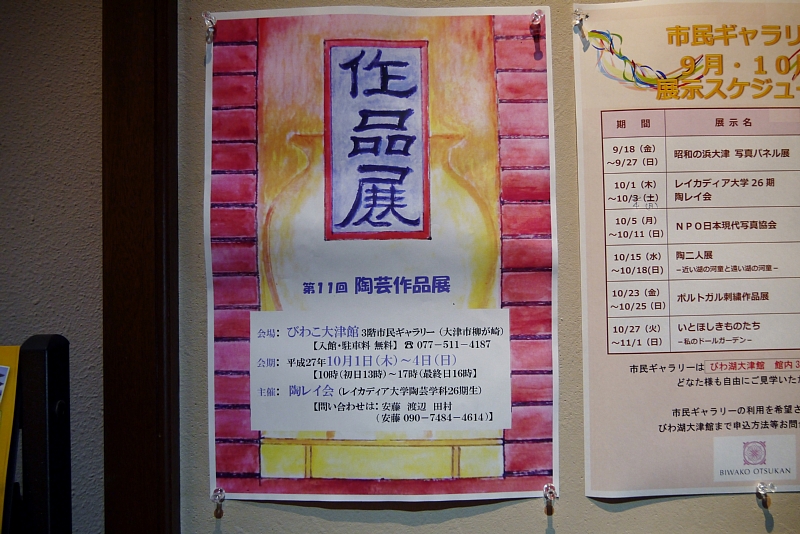 作品展
第11回 陶芸作品展
会場: びわこ大津館 3階市民ギャラリー (大津市柳が崎)
【入館・駐車料 無料】 ☎ 077-511-4187
会期: 平成27年10月1日(木)～4日(日)
【10時(初日13時)～17時(最終日16時)】
主催: 陶レイ会 (レイカディア大学陶芸学科26期生)
【問い合わせは: 安藤 渡辺 田村
(安藤 090-7484-4614)】
市民ギャラリ
9月・10
展示スケジュー
期 間 展 示 名
9/18(金)
～9/27(日)
昭和の浜大津 写真パネル展
10/1(木)
～10/3(土)
レイカディア大学26期
陶レイ会
10/5(月)
～10/11(日)
NPO日本現代写真協会
10/15(水)
～10/18(日)
陶二人展
-近い湖の河童と遠い湖の河童-
10/23(金)
～10/25(日)
ポルトガル刺繍作品展
10/27(火)
～11/1(日)
いとほしきものたち
-私のドールガーデン-
市民ギャラリーは びわ湖大津館 館内3
どなた様も自由にご見学いた
市民ギャラリーの利用を希望さ
びわ湖大津館まで申込方法等お問
BIWAKO OTSUKAN